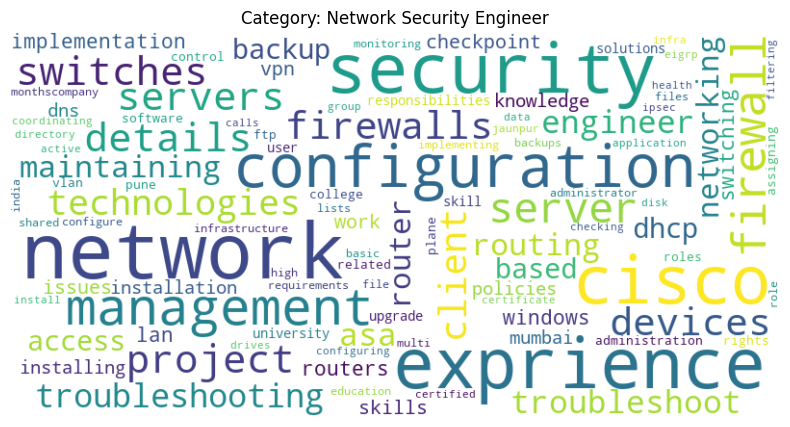 Category: Network Security Engineer
implementation
control
backup
monitoring
checkpoint
solutions
infra
eigrp
switches
vpn
security
networking
firewall
filtering
monthscompany
servers
responsibilities
knowledge
health
files
ipsec
dns
software
calls
group
data
jaunpur
engineer
switching
assigning
coordinating
directory
details
ftp
firewalls
implementing
backups
application
active
user
maintaining
configuration
india
vlan
pune
technologies
college
lists
skill
administrator
disk
server
checking
dhcp
shared
configure
infrastructure
work
router
plane
client
routing
network
basic
related
high
requirements
file
based
cisco
roles
role
issues
installation
policies
install
certificate
management
upgrade
windows
devices
access
lan
university
asa
multi
mumbai
administration
rights
drives
configuring
installing
project
routers
exprience
education
certified
troubleshooting
skills
troubleshoot